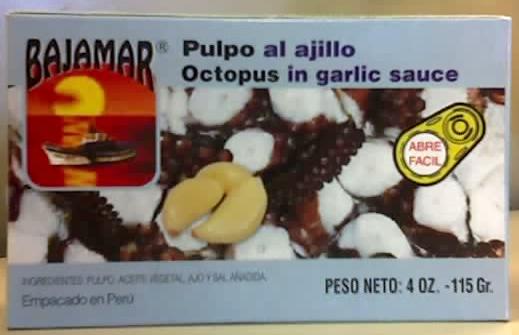 BAJAMAR®
Pulpo al ajillo
Octopus in garlic sauce
ABRE
FACIL
INGREDIENTES: PULPO, ACEITE VEGETAL, AJO Y SAL AÑADIDA.
Empacado en Perú
PESO NETO: 4 OZ. -115 Gr.